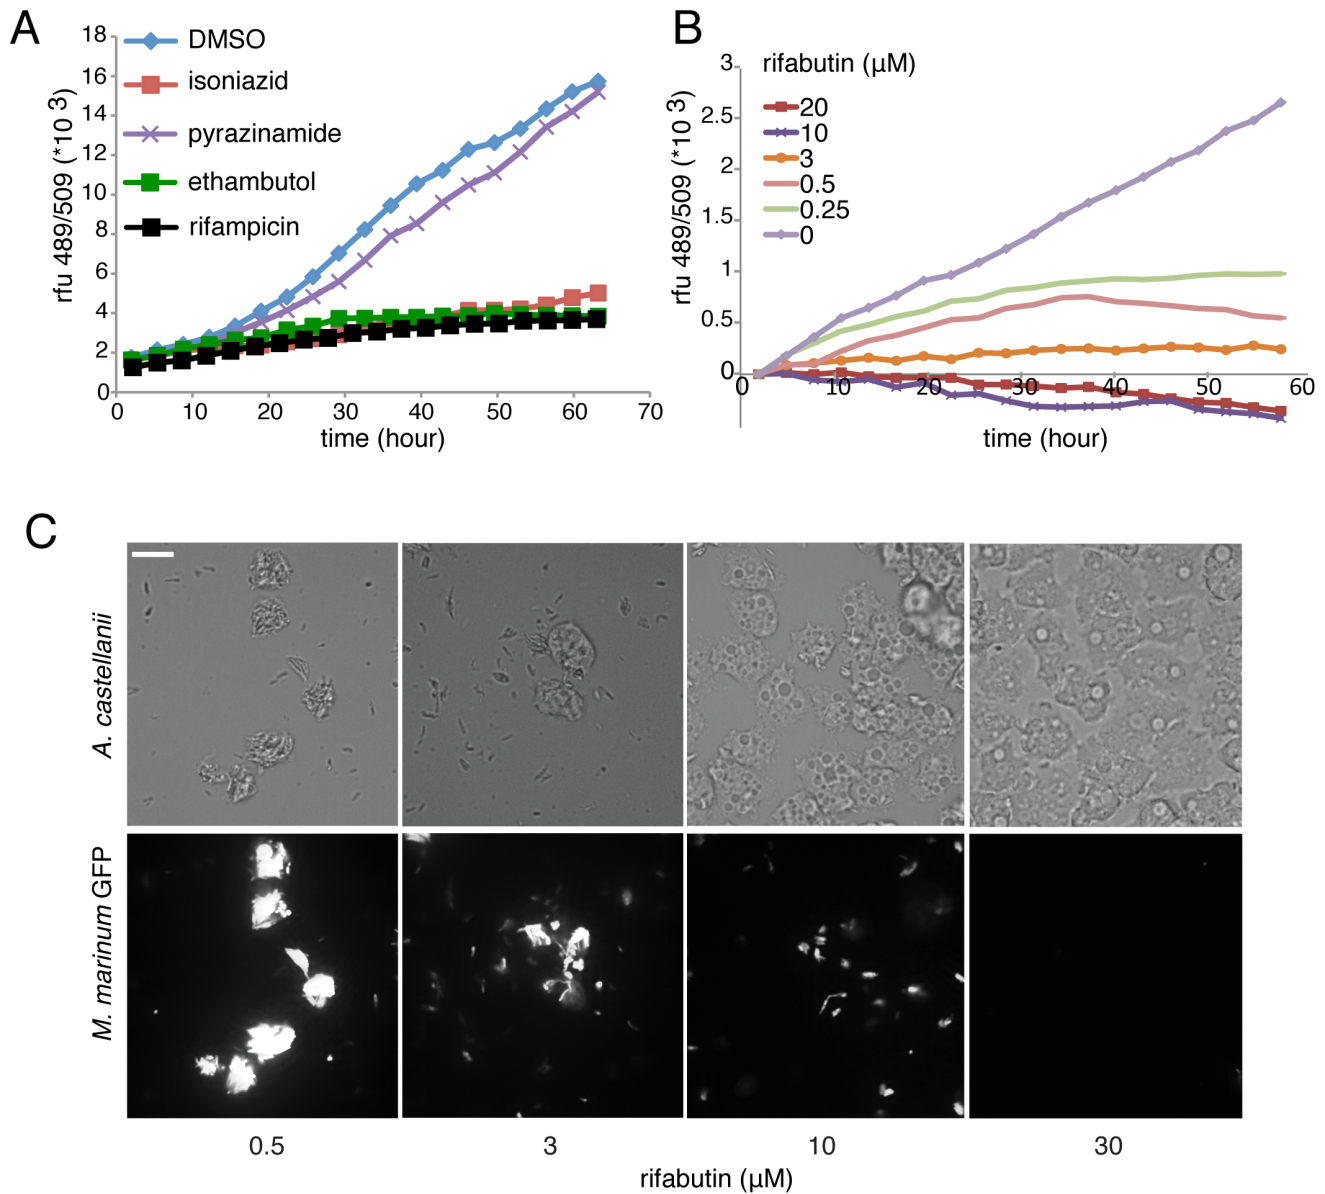 A
DMSO
isoniazid
pyrazinamide
ethambutol
rifampicin
rfu 489/509 (*10 3)
18
16
14
12
10
8
6
4
2
0
0 10 20 30 40 50 60 70
time (hour)
B
rifabutin (µM)
20
10
3
0.5
0.25
0
rfu 489/509 (*10 3)
3
2.5
2
1.5
1
0.5
0
0 10 20 30 40 50 60
time (hour)
C
A. castellanii
M. marinum GFP
0.5 3 10 30
rifabutin (µM)